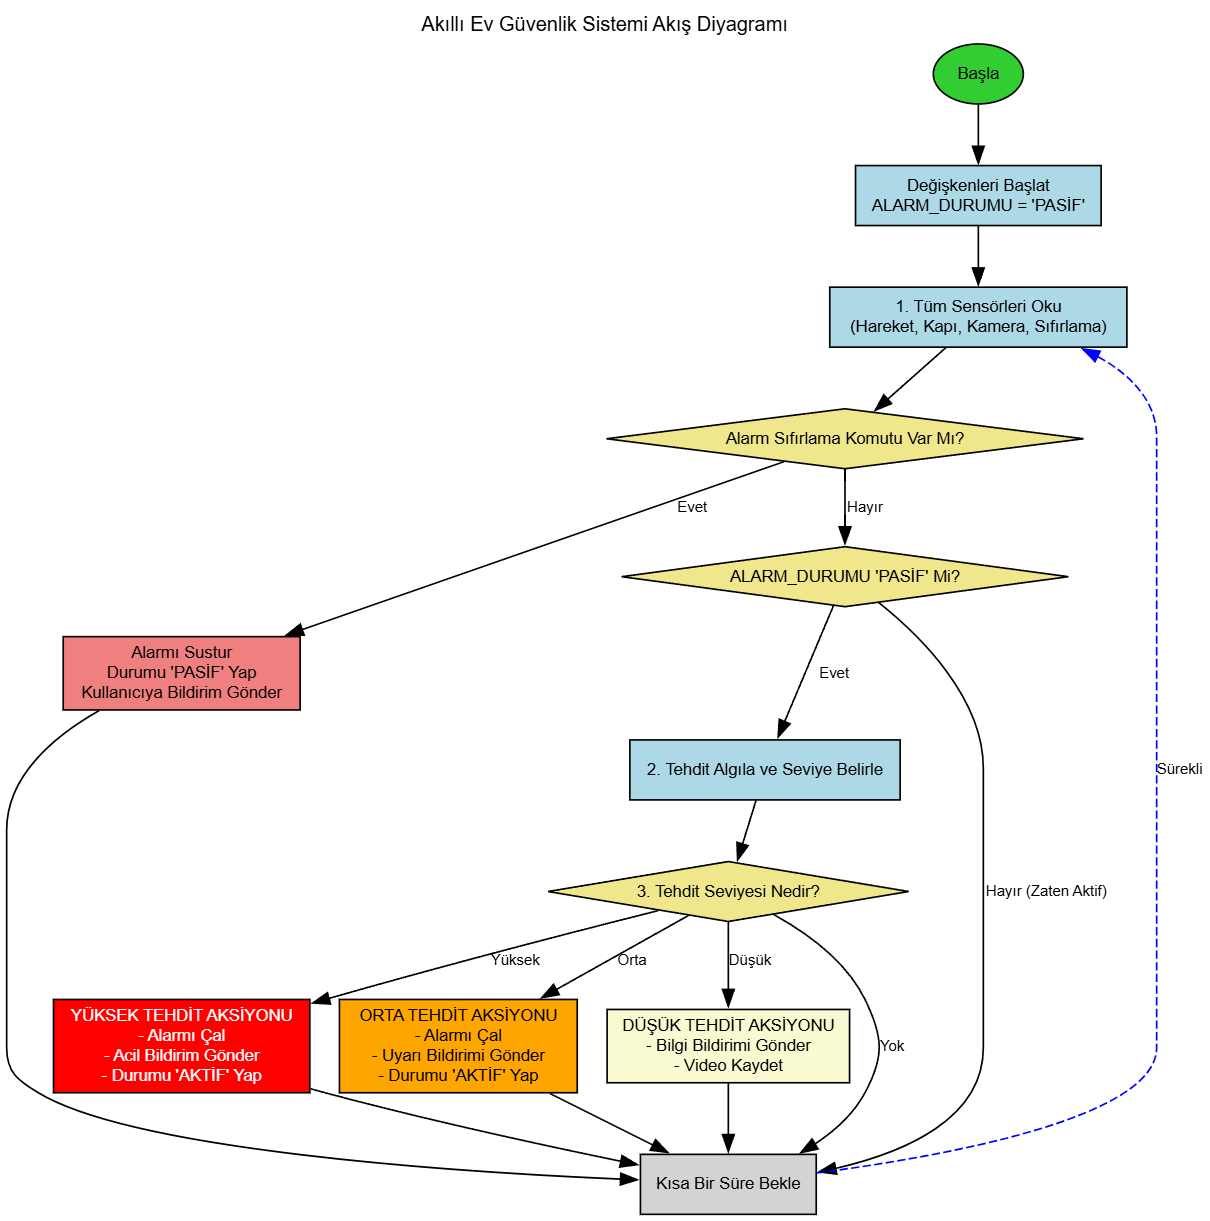 Akıllı Ev Güvenlik Sistemi Akış Diyagramı
Başla
Değişkenleri Başlat
ALARM_DURUMU = 'PASİF'
1. Tüm Sensörleri Oku
(Hareket, Kapı, Kamera, Sıfırlama)
Alarm Sıfırlama Komutu Var Mı?
Evet
Hayır
ALARM_DURUMU 'PASİF' Mi?
Alarmı Sustur
Durumu 'PASİF' Yap
Kullanıcıya Bildirim Gönder
Evet
2. Tehdit Algıla ve Seviye Belirle
Sürekli
3. Tehdit Seviyesi Nedir?
Hayır (Zaten Aktif)
Yüksek
Orta
Düşük
YÜKSEK TEHDİT AKSİYONU
- Alarmı Çal
- Acil Bildirim Gönder
- Durumu 'AKTİF' Yap
ORTA TEHDİT AKSİYONU
- Alarmı Çal
- Uyarı Bildirimi Gönder
- Durumu 'AKTİF' Yap
DÜŞÜK TEHDİT AKSİYONU
- Bilgi Bildirimi Gönder
- Video Kaydet
Yok
Kısa Bir Süre Bekle